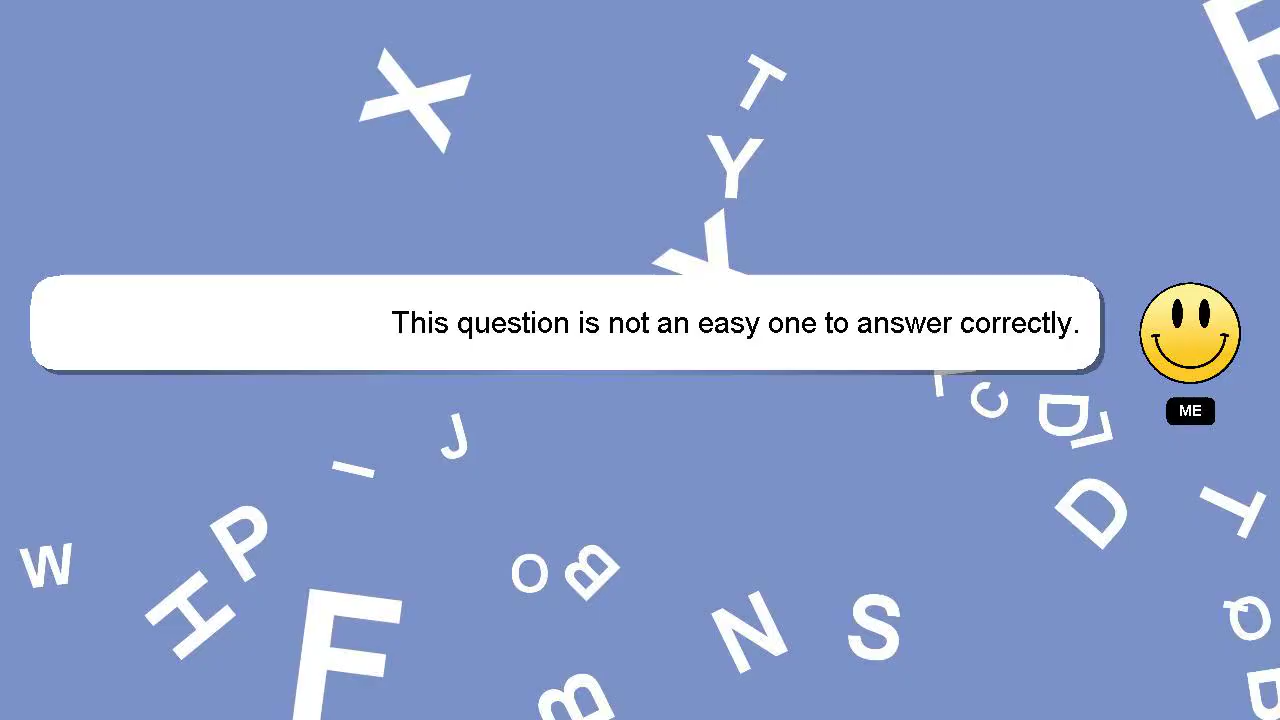 X
T
Y
Y
This question is not an easy one to answer correctly.
ME
C
D
L
J
I
D
T
P
W
H
O
B
F
N
S
O
B